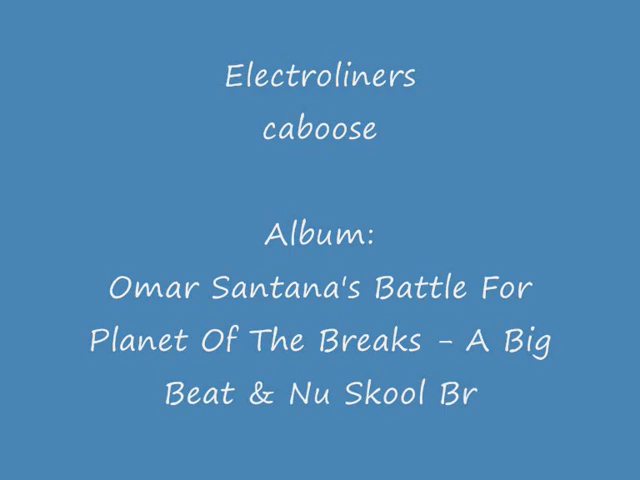 Electroliners
caboose
Album:
Omar Santana's Battle For
Planet Of The Breaks - A Big
Beat & Nu Skool Br